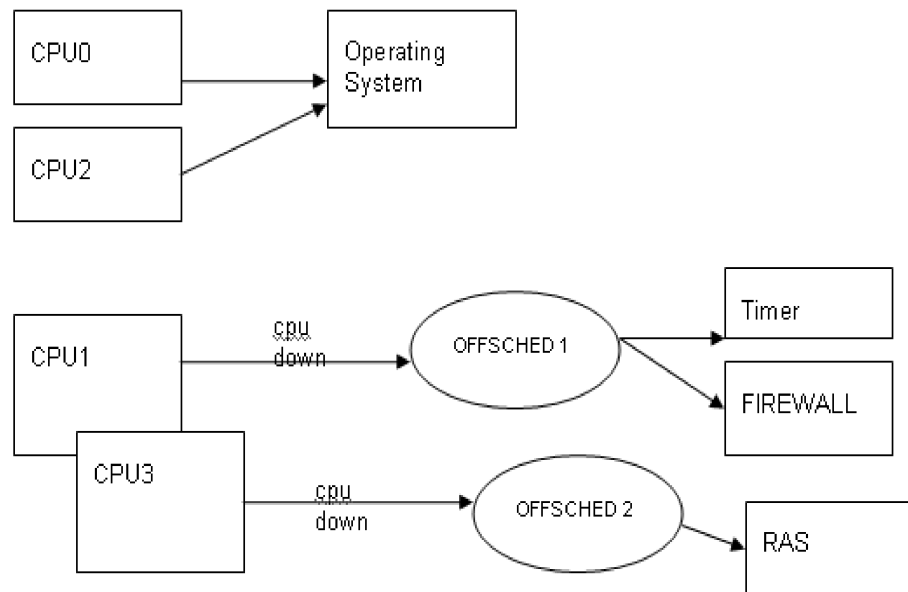 CPU0
Operating
System
CPU2
Timer
CPU1
cpu
down
OFFSCHED 1
FIREWALL
CPU3
cpu
down
OFFSCHED 2
RAS